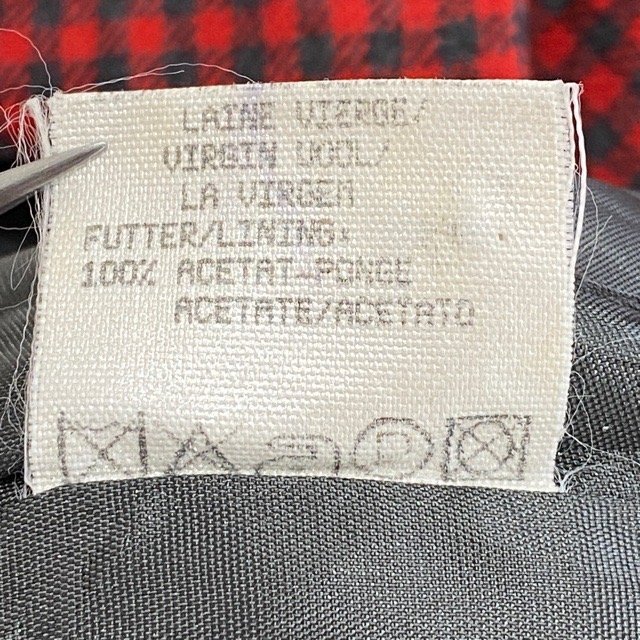 LAINE VIERGE/
VIRGIN WOOL/
LA VIRGEN
FUTTER/LINING:
100% ACETAT-PONGE
ACETATE/ACETATO
P